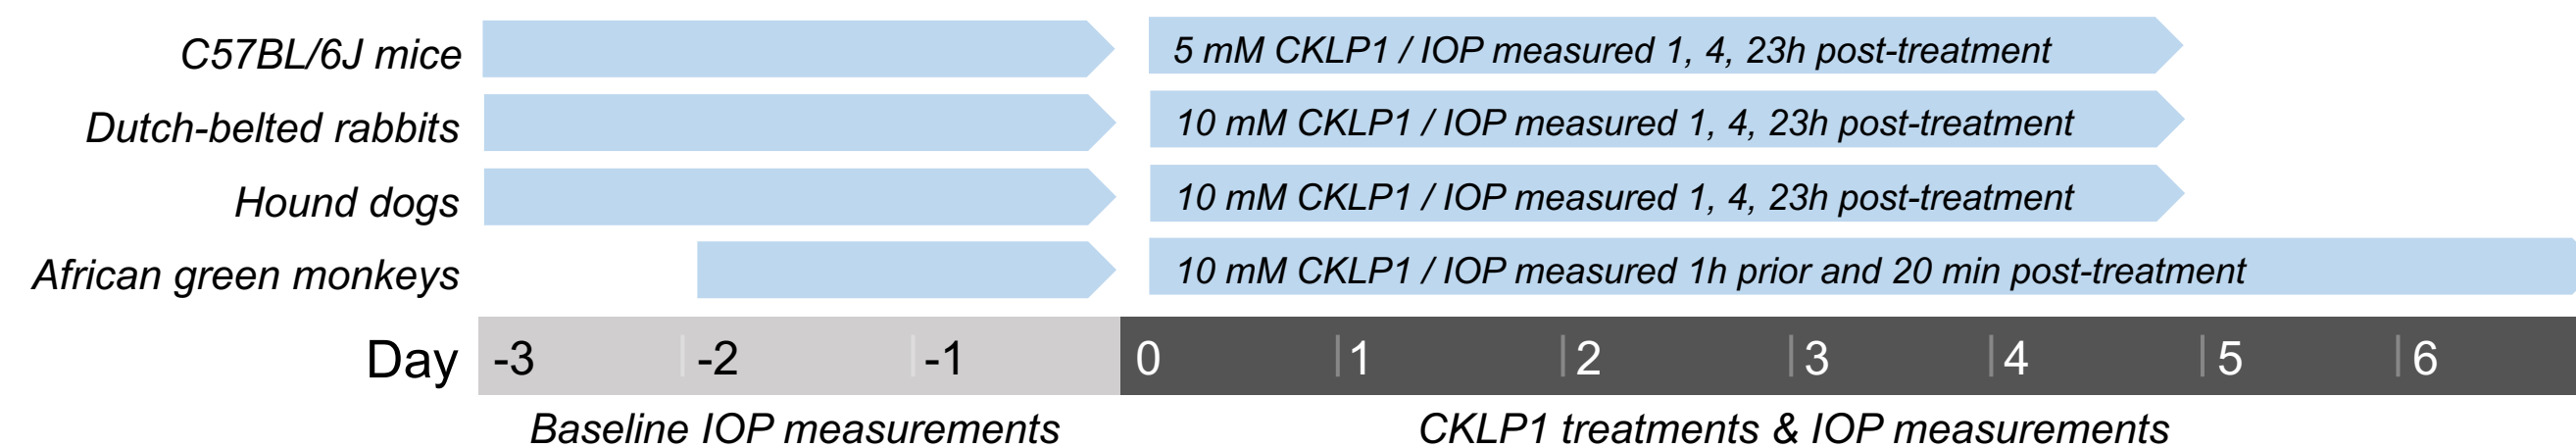 C57BL/6J mice 5 mM CKLP1 / IOP measured 1, 4, 23h post-treatment
Dutch-belted rabbits 10 mM CKLP1 / IOP measured 1, 4, 23h post-treatment
Hound dogs 10 mM CKLP1 / IOP measured 1, 4, 23h post-treatment
African green monkeys 10 mM CKLP1 / IOP measured 1h prior and 20 min post-treatment
Day -3 -2 -1 0 1 2 3 4 5 6
Baseline IOP measurements CKLP1 treatments & IOP measurements